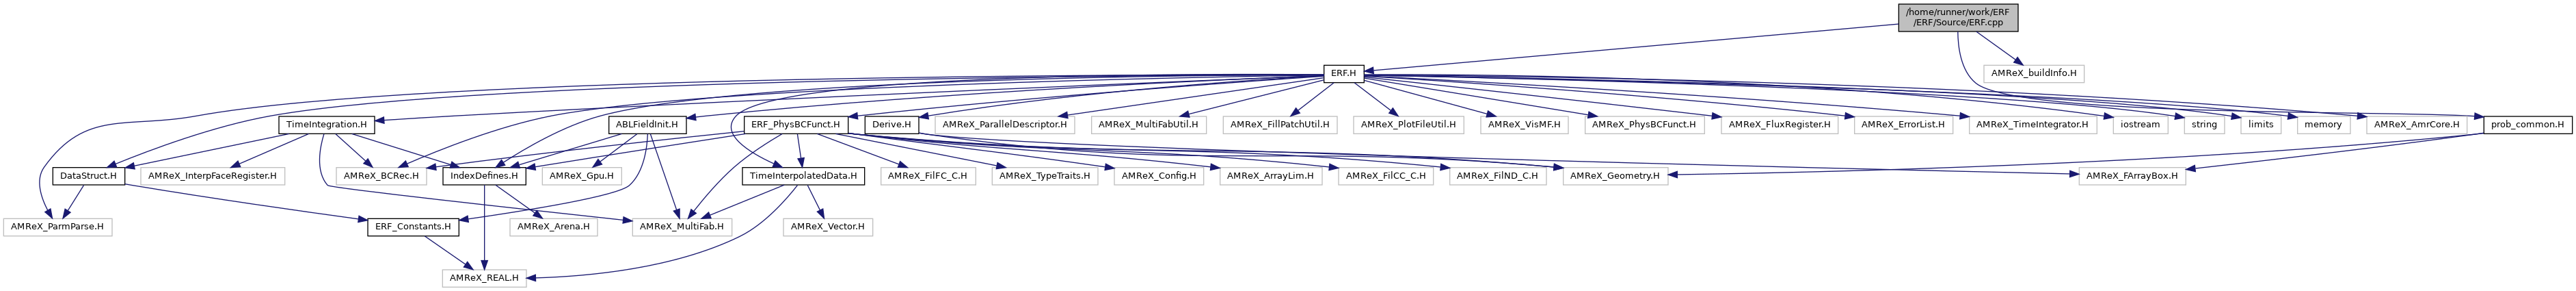 /home/runner/work/ERF
/ERF/Source/ERF.cpp
ERF.H
AMReX_buildInfo.H
TimeIntegration.H
ABLFieldInit.H
ERF_PhysBCFunct.H
Derive.H
AMReX_ParallelDescriptor.H
AMReX_MultiFabUtil.H
AMReX_FillPatchUtil.H
AMReX_PlotFileUtil.H
AMReX_VisMF.H
AMReX_PhysBCFunct.H
AMReX_FluxRegister.H
AMReX_ErrorList.H
AMReX_TimeIntegrator.H
iostream
string
limits
memory
AMReX_AmrCore.H
prob_common.H
DataStruct.H
AMReX_InterpFaceRegister.H
AMReX_BCRec.H
IndexDefines.H
AMReX_Gpu.H
TimeInterpolatedData.H
AMReX_FilFC_C.H
AMReX_TypeTraits.H
AMReX_Config.H
AMReX_ArrayLim.H
AMReX_FilCC_C.H
AMReX_FilND_C.H
AMReX_Geometry.H
AMReX_FArrayBox.H
AMReX_ParmParse.H
ERF_Constants.H
AMReX_Arena.H
AMReX_MultiFab.H
AMReX_Vector.H
AMReX_REAL.H